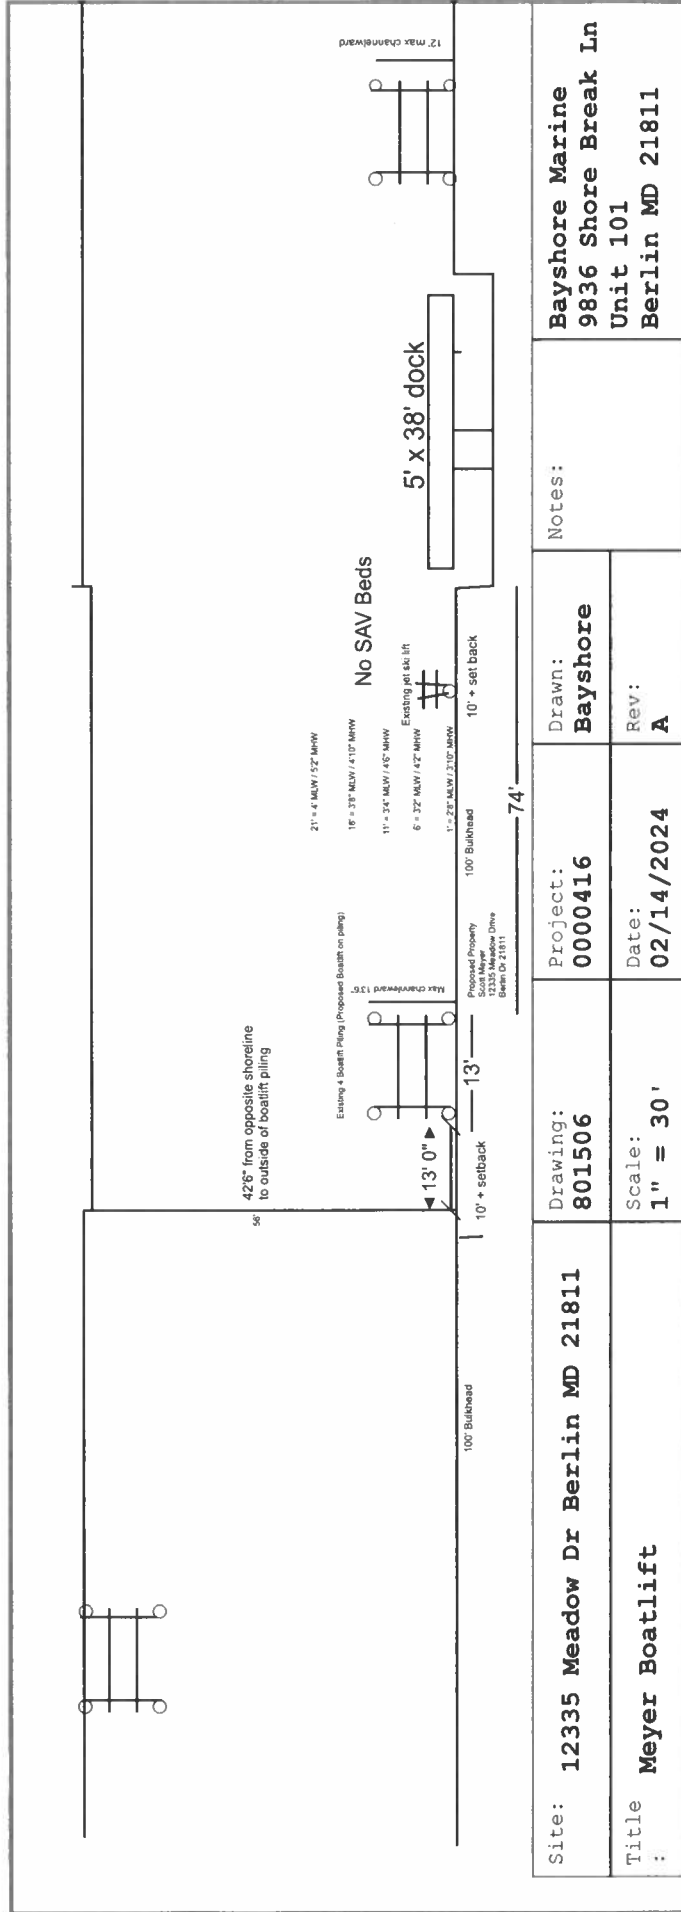 12' max channelward
5' x 38' dock
No SAV Beds
Existing jet ski lift
10' + set back
21' = 4' MLW / 5'2" MHW
16' = 3'8" MLW / 4'10" MHW
11' = 3'4" MLW / 4'6" MHW
6' = 3'2" MLW / 4'2" MHW
1' = 2'8" MLW / 3'10" MHW
100' Bulkhead
74'
Existing 4 Boatlift Piling (Proposed Boatlift on piling)
Max channleward 13'6"
Proposed Property
Scott Meyer
12335 Meadow Drive
Berlin Dr 21811
13'
42'6" from opposite shoreline
to outside of boatlift piling
56'
13' 0"
10' + setback
100' Bulkhead
Site: 12335 Meadow Dr Berlin MD 21811
Title : Meyer Boatlift
Drawing:
801506
Scale:
1" = 30'
Project:
0000416
Date:
02/14/2024
Drawn:
Bayshore
Rev:
A
Notes:
Bayshore Marine
9836 Shore Break Ln
Unit 101
Berlin MD 21811